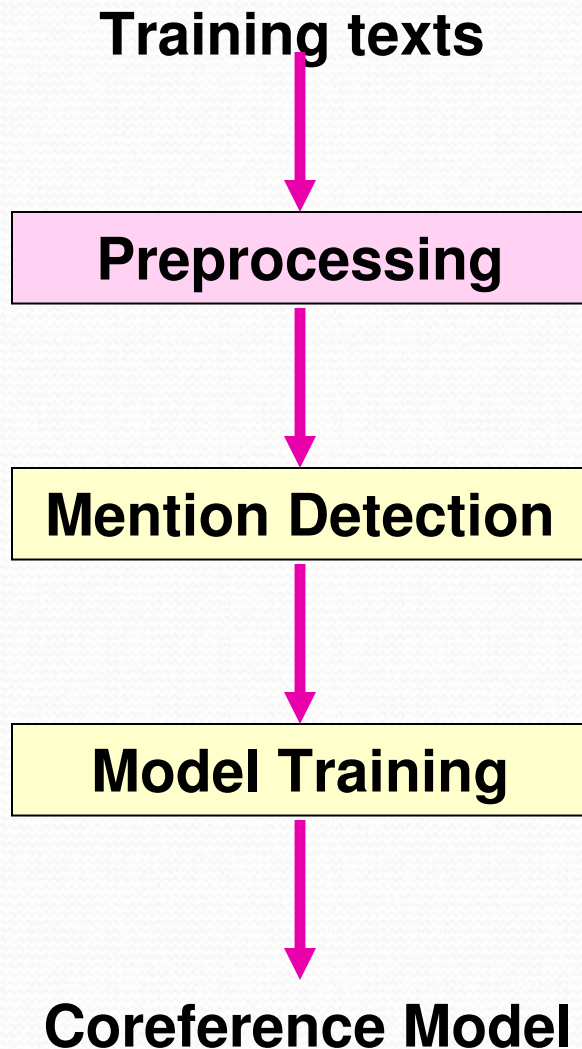 Training texts
Preprocessing
Mention Detection
Model Training
Coreference Model